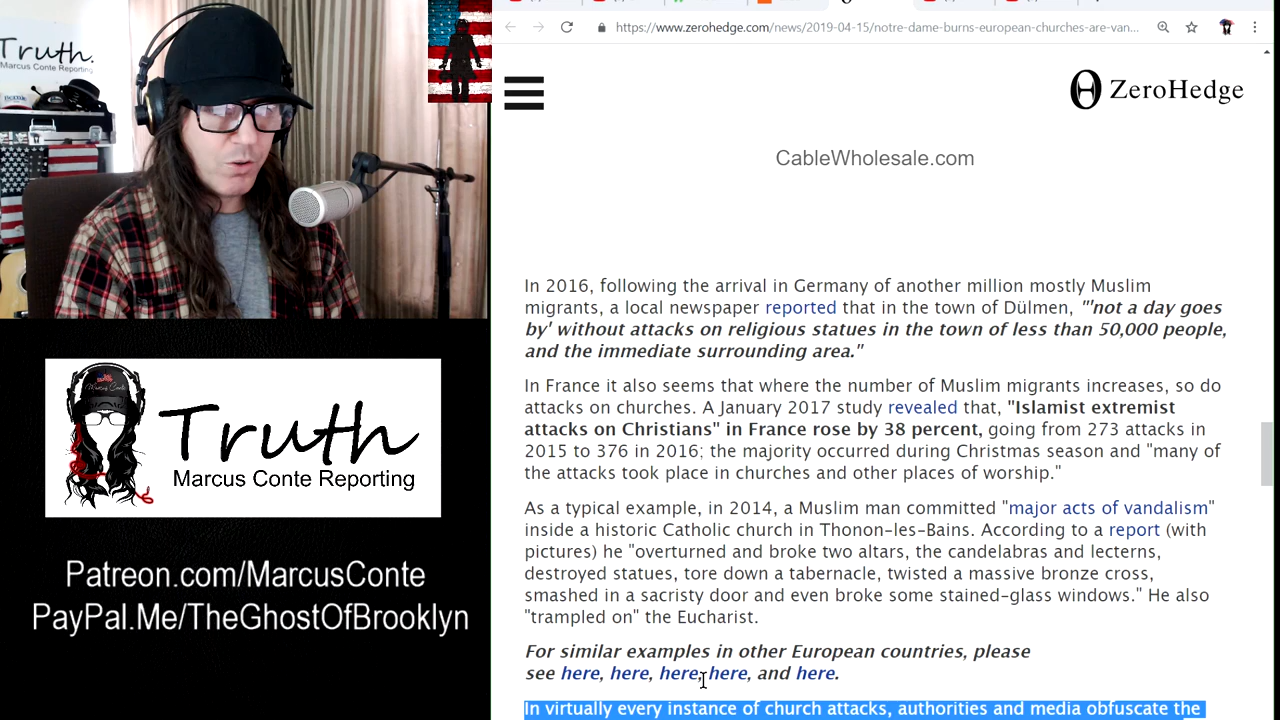 Truth.
Marcus Conte Reporting
https://www.zerohedge.com/news/2019-04-15/notre-dame-burns-european-churches-are-van...
ZeroHedge
CableWholesale.com
In 2016, following the arrival in Germany of another million mostly Muslim
migrants, a local newspaper reported that in the town of Dülmen, "'not a day goes
by' without attacks on religious statues in the town of less than 50,000 people,
and the immediate surrounding area."
In France it also seems that where the number of Muslim migrants increases, so do
attacks on churches. A January 2017 study revealed that, "Islamist extremist
attacks on Christians" in France rose by 38 percent, going from 273 attacks in
2015 to 376 in 2016; the majority occurred during Christmas season and "many of
the attacks took place in churches and other places of worship."
As a typical example, in 2014, a Muslim man committed "major acts of vandalism"
inside a historic Catholic church in Thonon-les-Bains. According to a report (with
pictures) he "overturned and broke two altars, the candelabras and lecterns,
destroyed statues, tore down a tabernacle, twisted a massive bronze cross,
smashed in a sacristy door and even broke some stained-glass windows." He also
"trampled on" the Eucharist.
For similar examples in other European countries, please
see here, here, here, here, and here.
In virtually every instance of church attacks, authorities and media obfuscate the
Truth
Marcus Conte Reporting
Patreon.com/MarcusConte
PayPal.Me/TheGhostOfBrooklyn